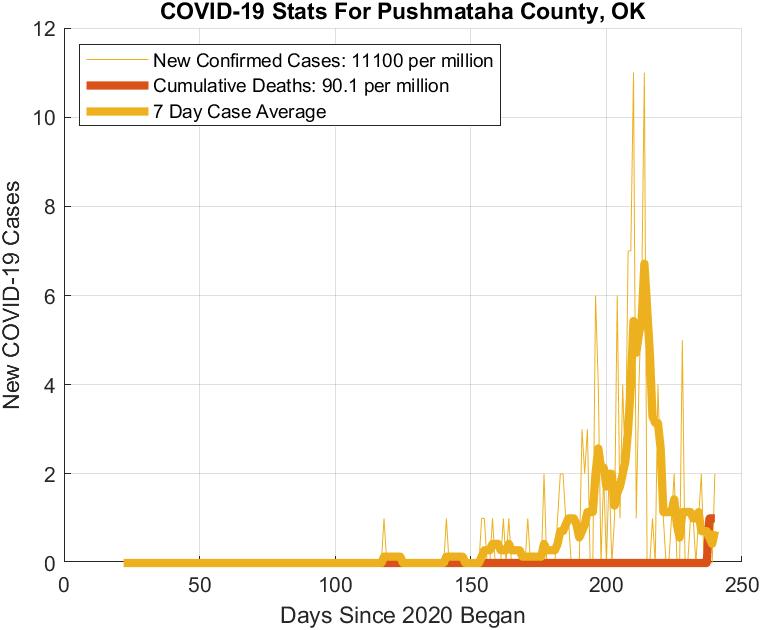 COVID-19 Stats For Pushmataha County, OK
New Confirmed Cases: 11100 per million
Cumulative Deaths: 90.1 per million
7 Day Case Average
New COVID-19 Cases
12
10
8
6
4
2
0
0 50 100 150 200 250
Days Since 2020 Began